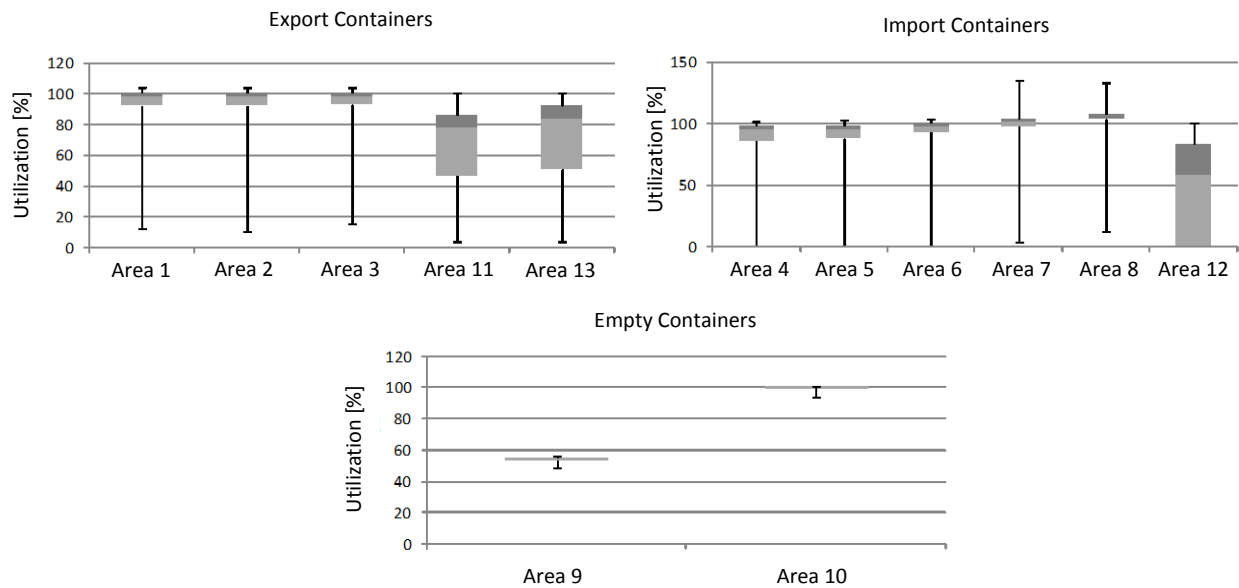 Export Containers
Utilization [%]
120
100
80
60
40
20
0
Area 1 Area 2 Area 3 Area 11 Area 13
Import Containers
Utilization [%]
150
100
50
0
Area 4 Area 5 Area 6 Area 7 Area 8 Area 12
Empty Containers
Utilization [%]
120
100
80
60
40
20
0
Area 9 Area 10